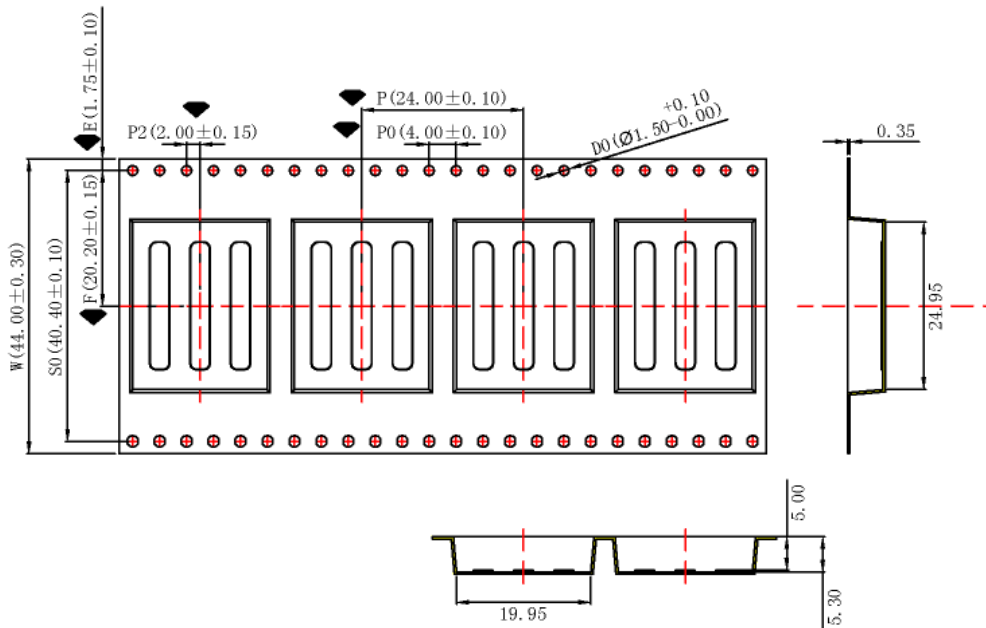 E(1.75±0.10)
P(24.00±0.10)
+0.10
D0(Ø1.50-0.00)
P2(2.00±0.15)
P0(4.00±0.10)
0.35
W(44.00±0.30)
S0(40.40±0.10)
F(20.20±0.15)
24.95
5.00
19.95
5.30